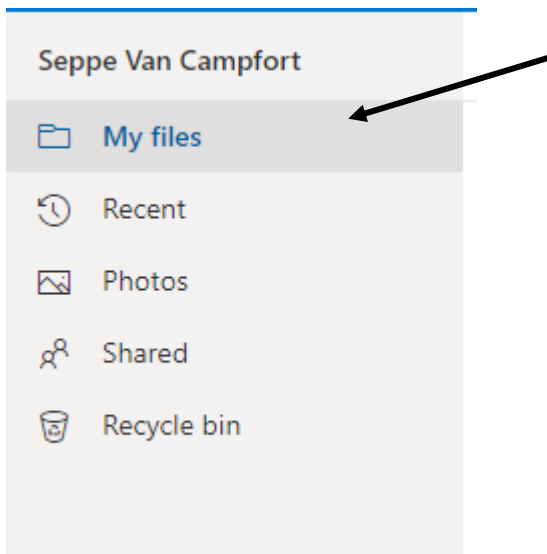 Seppe Van Campfort
My files
Recent
Photos
Shared
Recycle bin